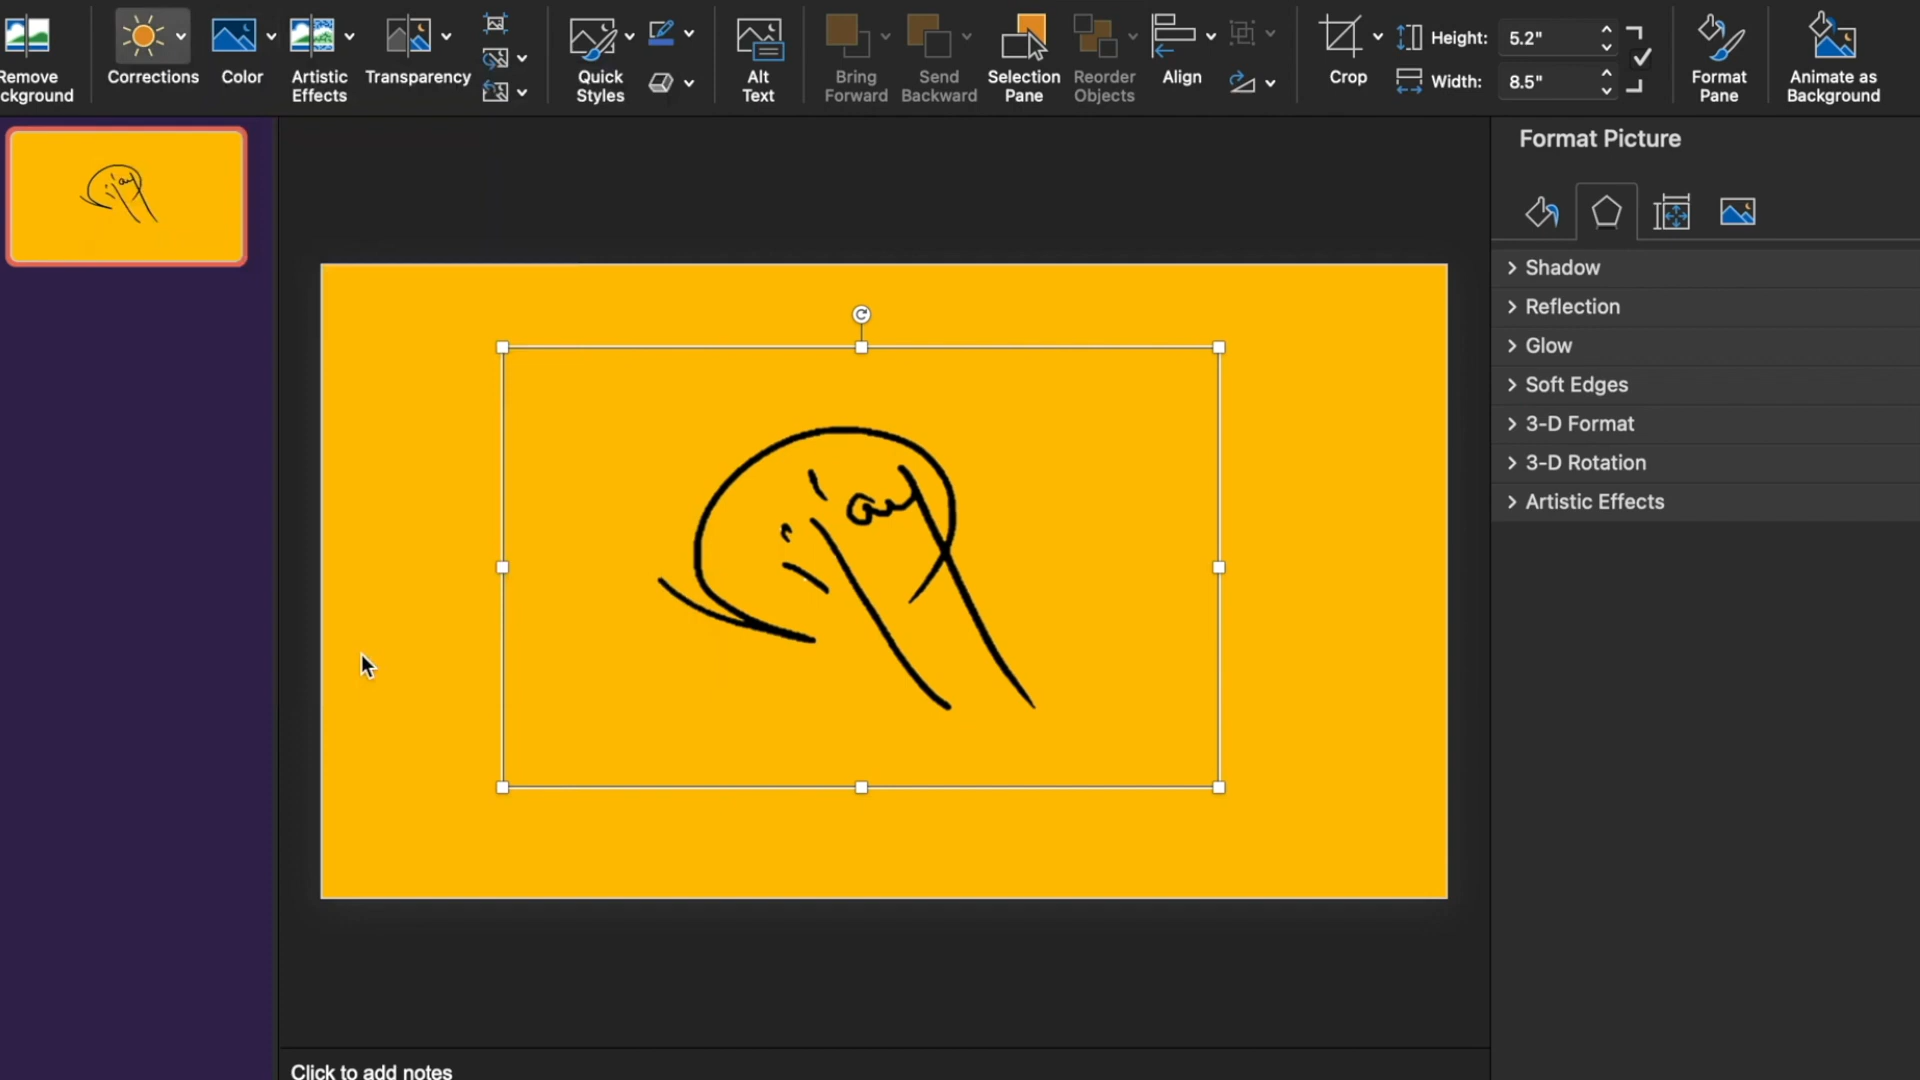 Remove
ckground
Corrections
Color
Artistic
Effects
Transparency
Quick
Styles
Alt
Text
Bring
Forward
Send
Backward
Selection
Pane
Reorder
Objects
Align
Crop
Height: 5.2"
Width: 8.5"
Format
Pane
Animate as
Background
Format Picture
Shadow
Reflection
Glow
Soft Edges
3-D Format
3-D Rotation
Artistic Effects
Click to add notes